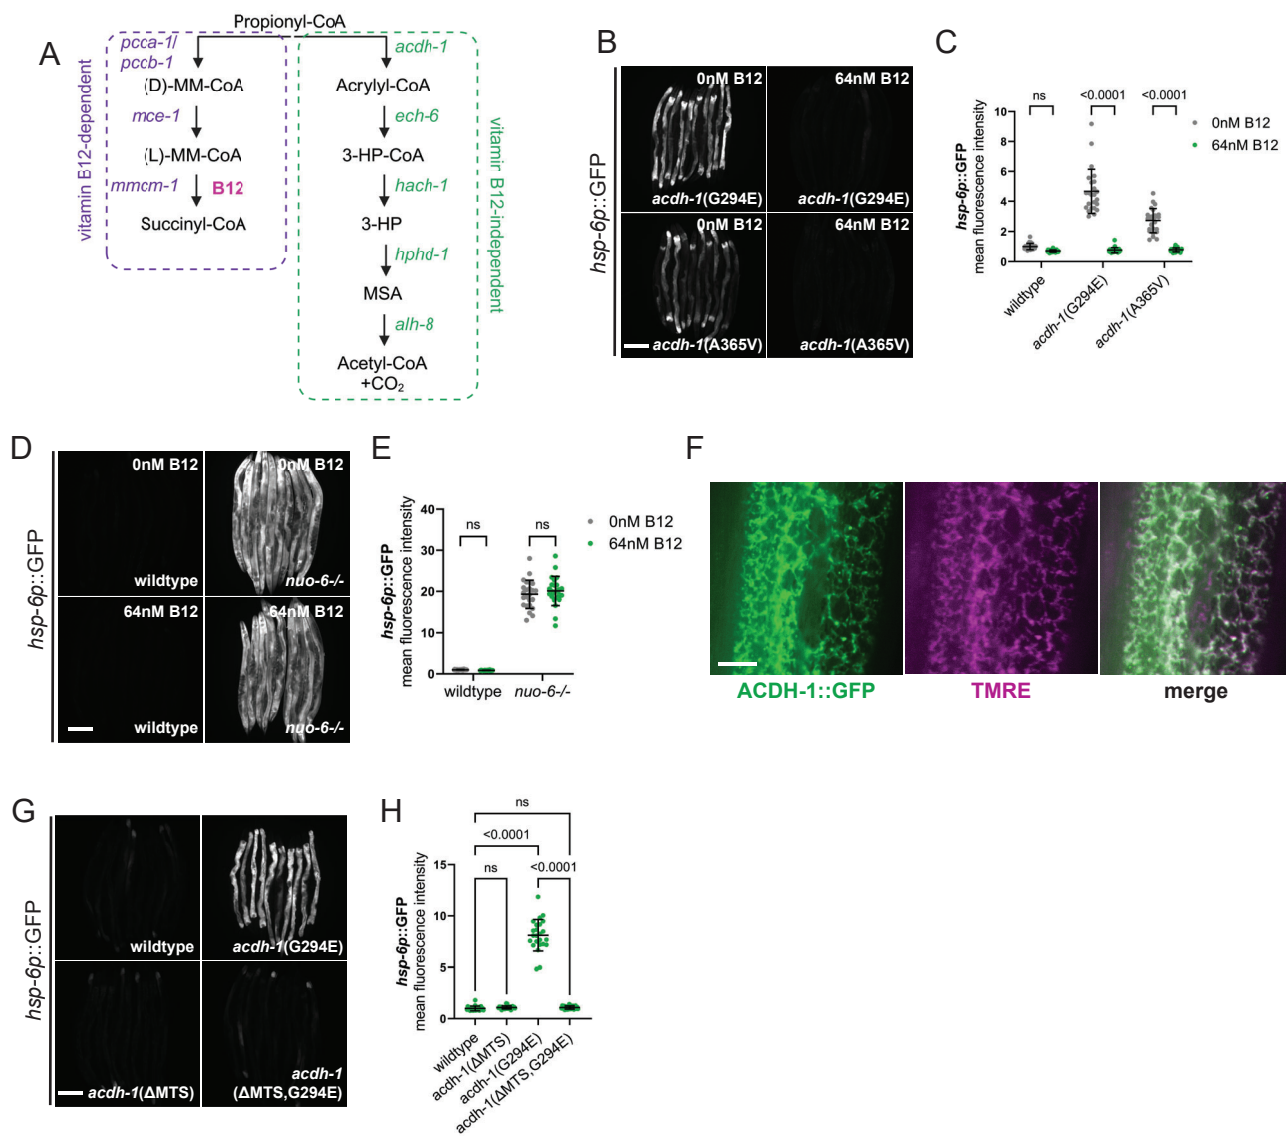 A
Propionyl-CoA
pcca-1/
pccb-1
acdh-1
(D)-MM-CoA
Acrylyl-CoA
mce-1
ech-6
(L)-MM-CoA
3-HP-CoA
mmcm-1
B12
hach-1
Succinyl-CoA
3-HP
hphd-1
MSA
alh-8
Acetyl-CoA
+CO₂
vitamin B12-dependent
vitamin B12-independent
B
hsp-6p::GFP
0nM B12
64nM B12
acdh-1(G294E)
acdh-1(G294E)
0nM B12
64nM B12
acdh-1(A365V)
acdh-1(A365V)
C
hsp-6p::GFP
mean fluorescence intensity
ns
<0.0001
<0.0001
0nM B12
64nM B12
10
8
6
4
2
0
wildtype
acdh-1(G294E)
acdh-1(A365V)
D
hsp-6p::GFP
0nM B12
0nM B12
wildtype
nuo-6-/-
64nM B12
64nM B12
wildtype
nuo-6-/-
E
hsp-6p::GFP
mean fluorescence intensity
ns
ns
0nM B12
64nM B12
40
30
20
10
0
wildtype
nuo-6-/-
F
ACDH-1::GFP
TMRE
merge
G
hsp-6p::GFP
wildtype
acdh-1(G294E)
acdh-1(ΔMTS)
acdh-1
(ΔMTS,G294E)
H
hsp-6p::GFP
mean fluorescence intensity
ns
<0.0001
ns
<0.0001
15
10
5
0
wildtype
acdh-1(ΔMTS)
acdh-1(G294E)
acdh-1(ΔMTS,G294E)